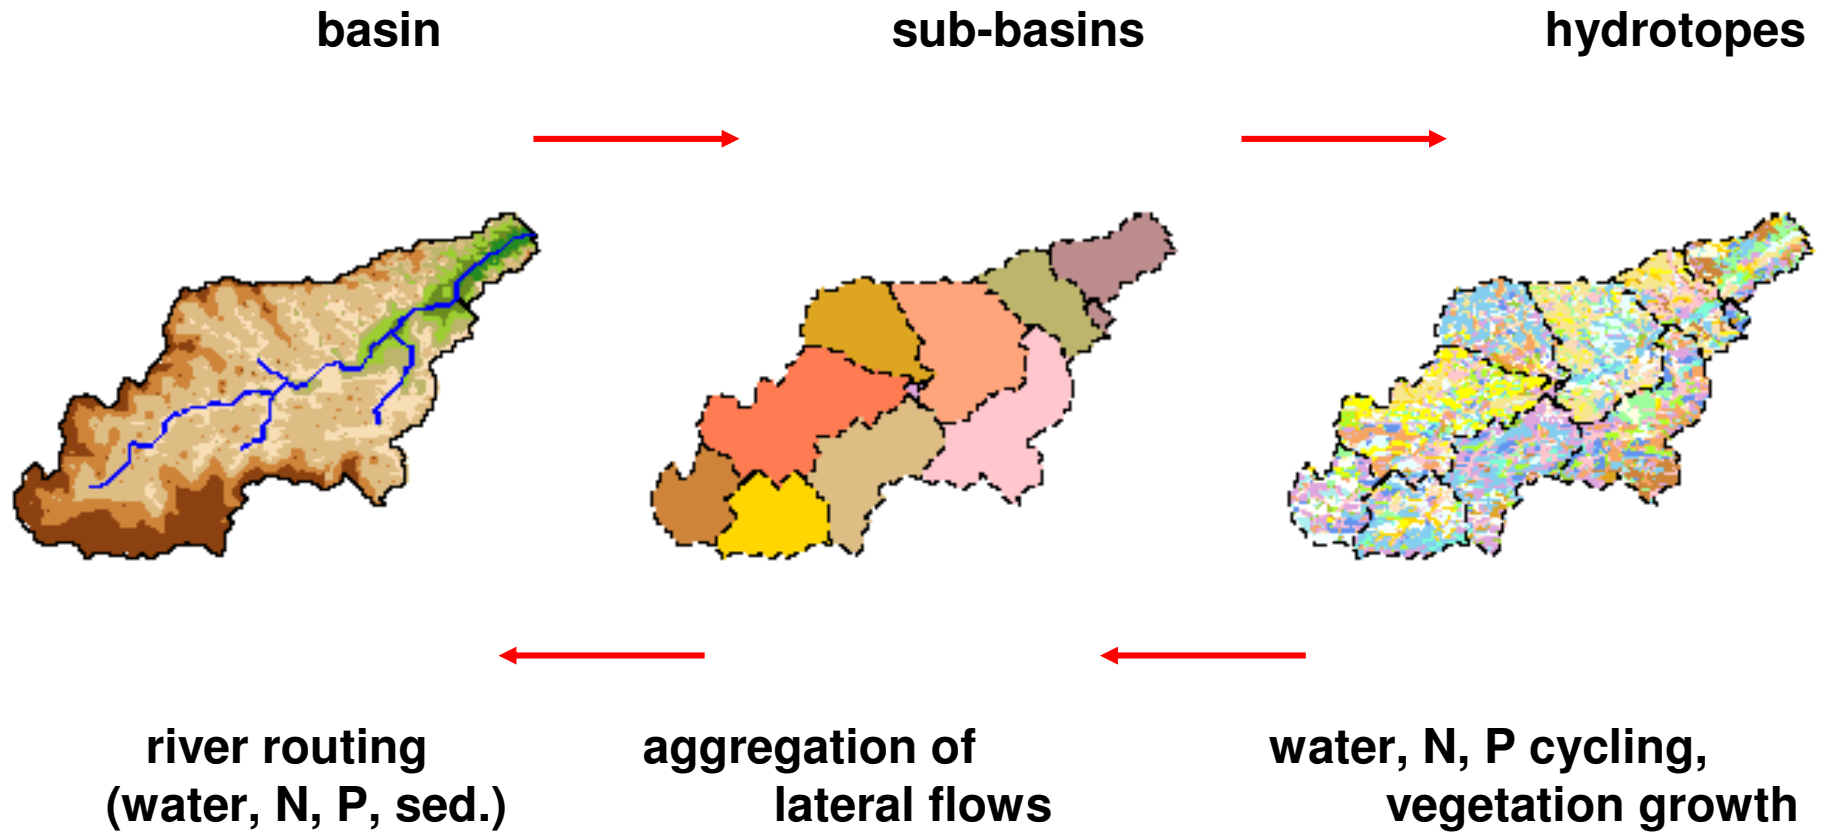 basin
sub-basins
hydrotopes
river routing
(water, N, P, sed.)
aggregation of
lateral flows
water, N, P cycling,
vegetation growth